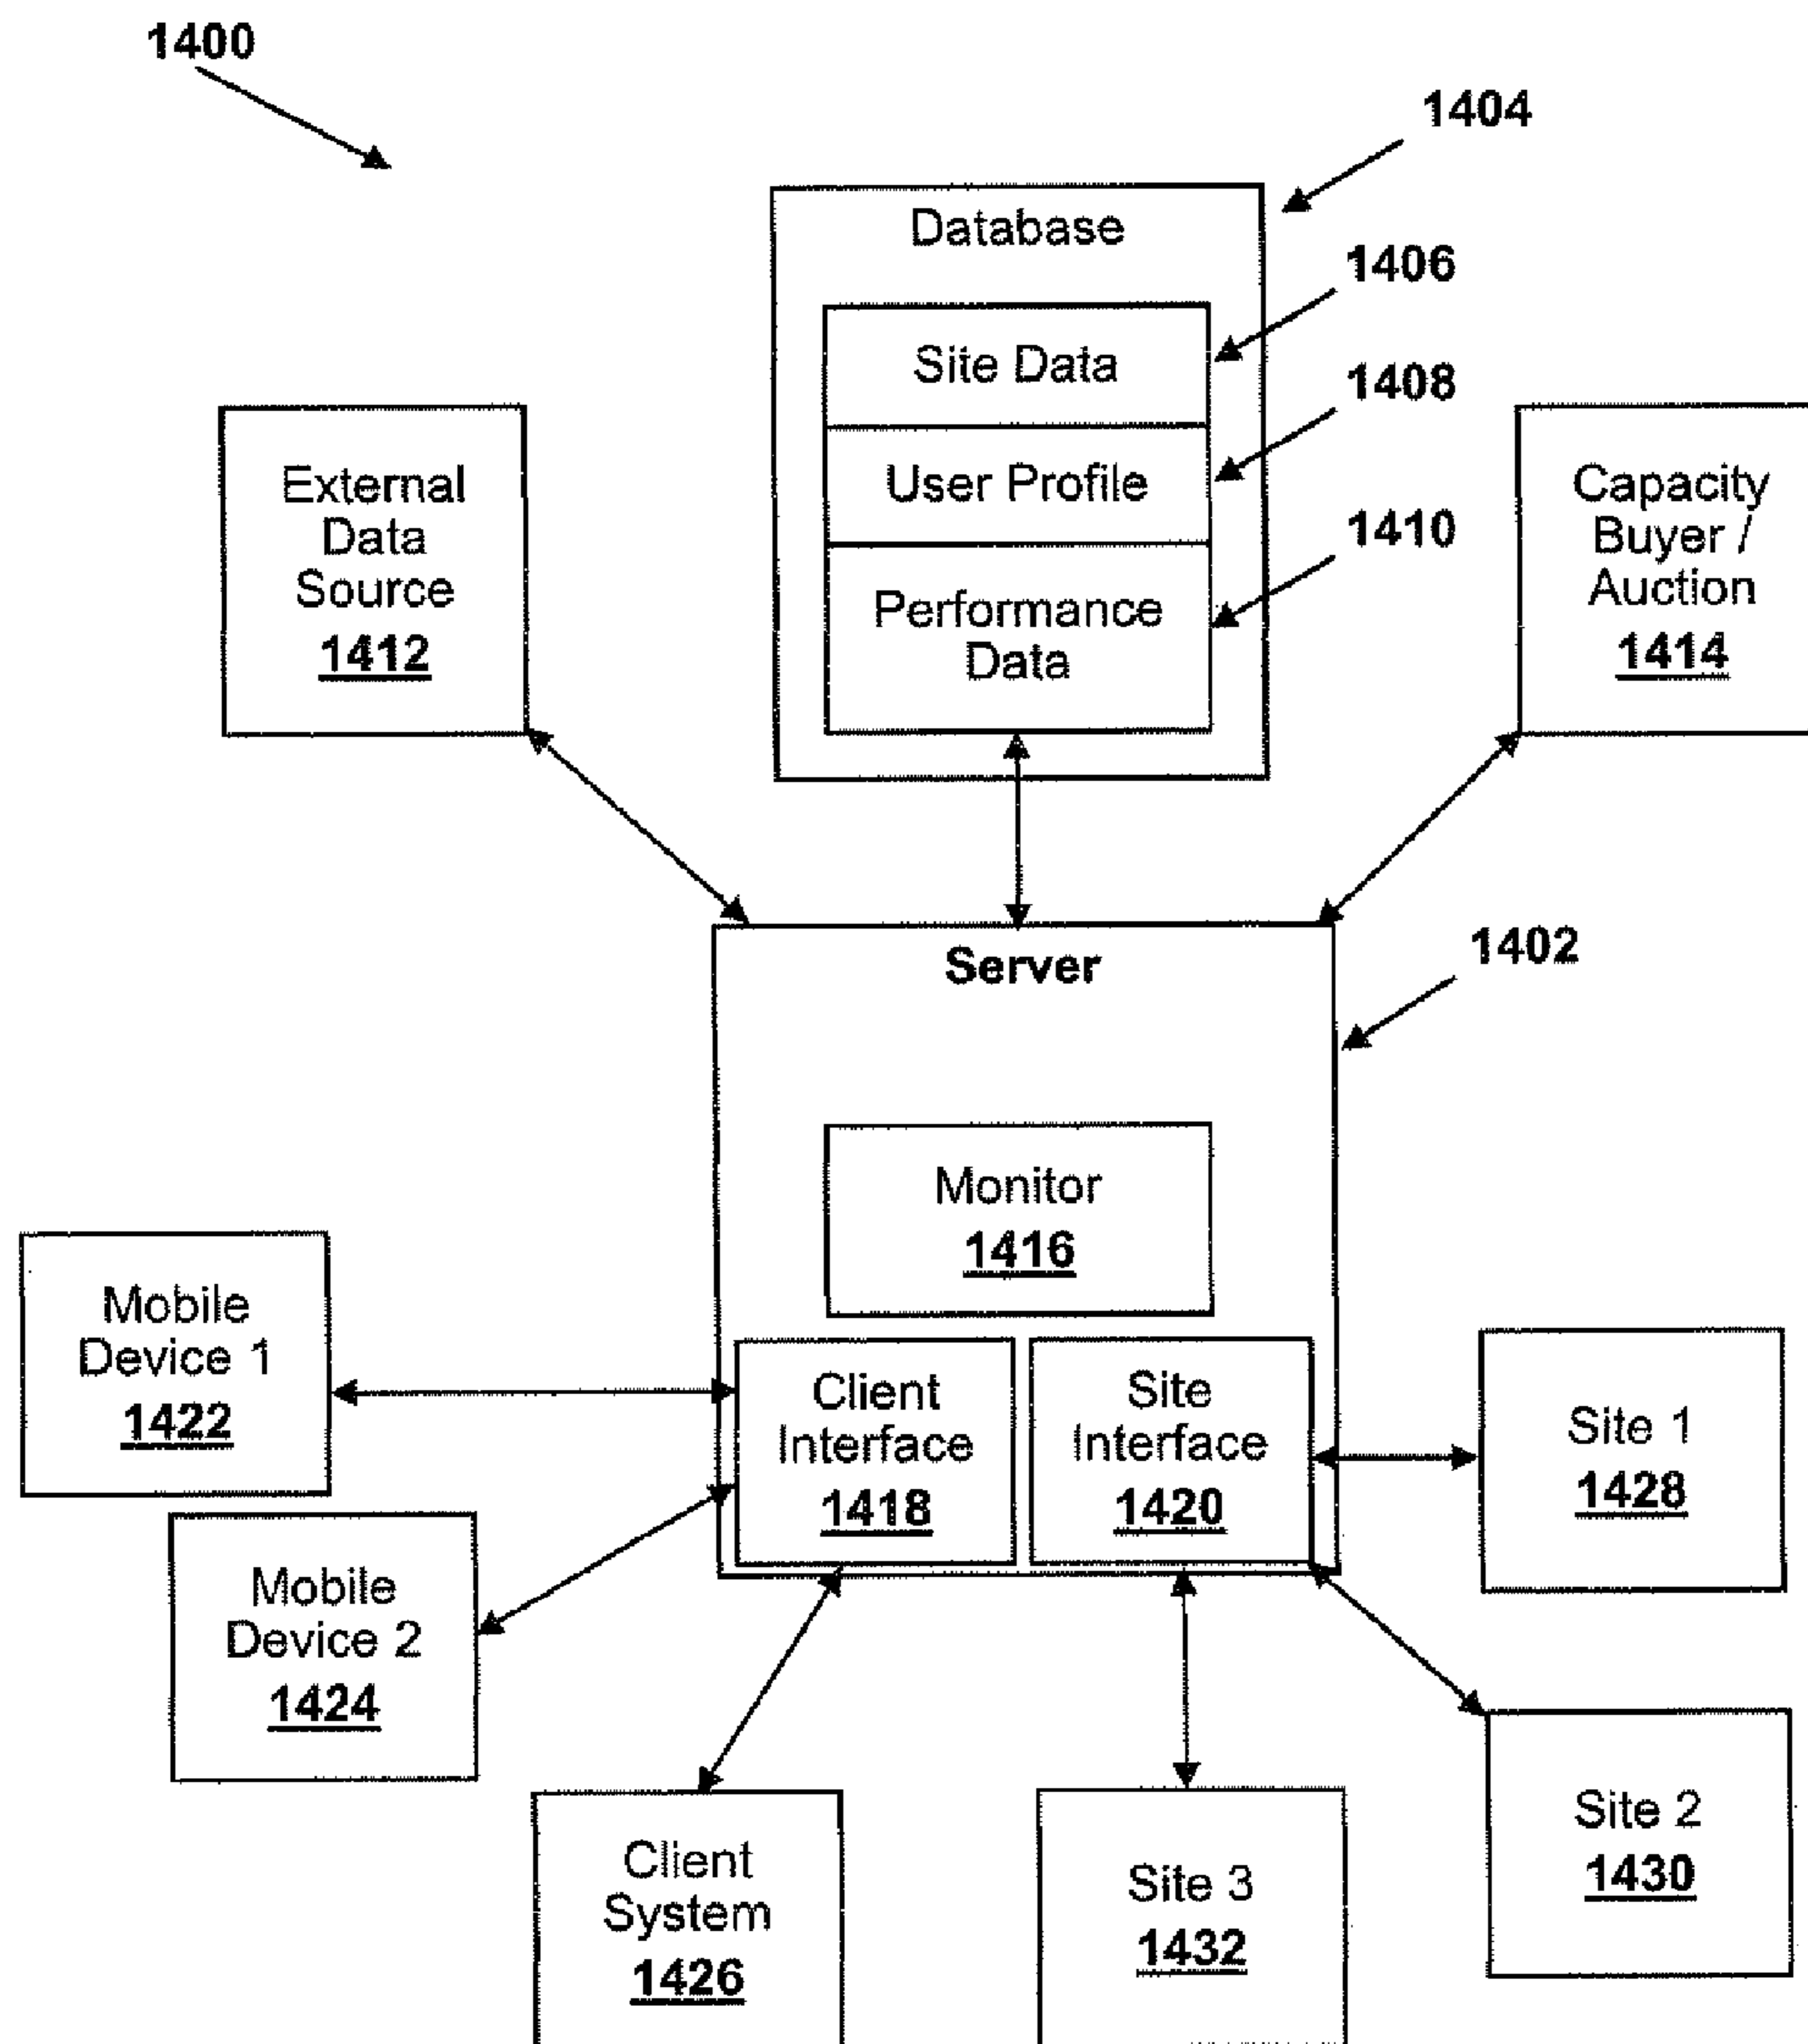 1400
1404
Database
1406
Site Data
1408
User Profile
1410
Performance
Data
External
Data
Source
1412
Capacity
Buyer /
Auction
1414
Server
1402
Monitor
1416
Mobile
Device 1
1422
Client
Interface
1418
Site
Interface
1420
Site 1
1428
Mobile
Device 2
1424
Client
System
1426
Site 3
1432
Site 2
1430